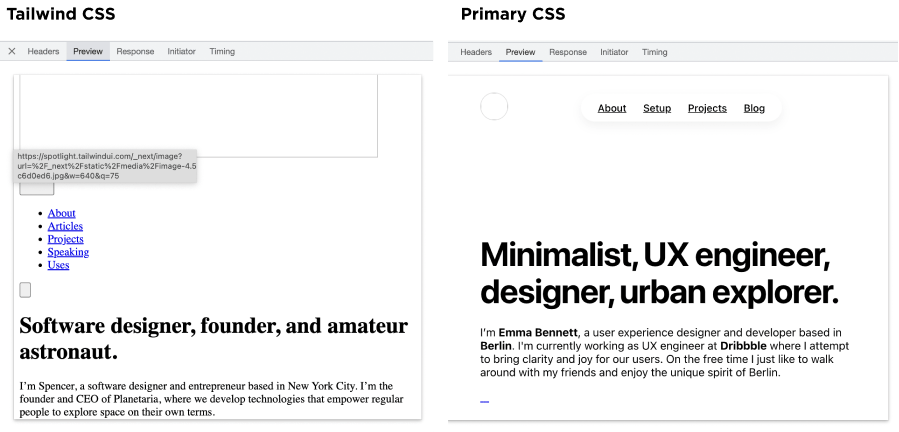 Tailwind CSS
Headers Preview Response Initiator Timing
https://spotlight.tailwindui.com/_next/image?
url=%2F_next%2Fstatic%2Fmedia%2Fimage-4.5
c6d0ed6.jpg&w=640&q=75
About
Articles
Projects
Speaking
Uses
Software designer, founder, and amateur
astronaut.
I’m Spencer, a software designer and entrepreneur based in New York City. I’m the
founder and CEO of Planetaria, where we develop technologies that empower regular
people to explore space on their own terms.
Primary CSS
Headers Preview Response Initiator Timing
About Setup Projects Blog
Minimalist, UX engineer,
designer, urban explorer.
I’m Emma Bennett, a user experience designer and developer based in
Berlin. I'm currently working as UX engineer at Dribbble where I attempt
to bring clarity and joy for our users. On the free time I just like to walk
around with my friends and enjoy the unique spirit of Berlin.